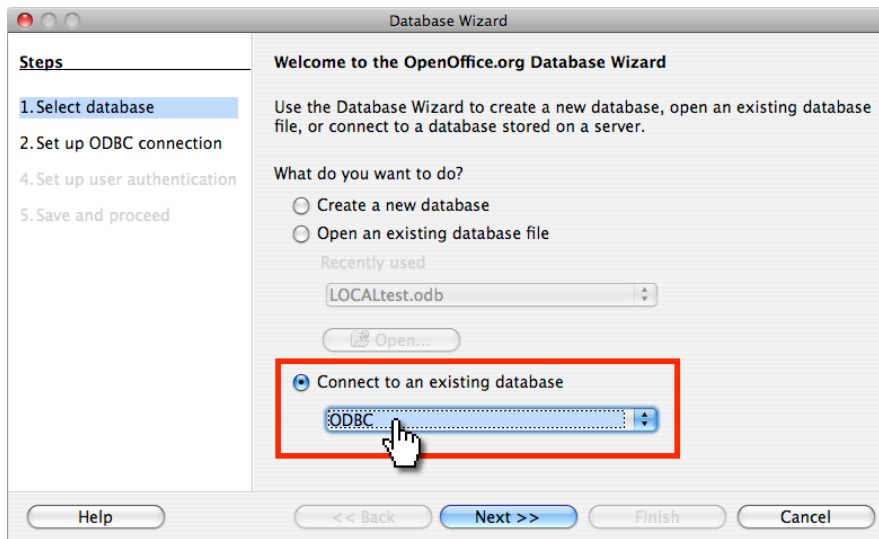 Database Wizard
Steps
1. Select database
2. Set up ODBC connection
4. Set up user authentication
5. Save and proceed
Welcome to the OpenOffice.org Database Wizard
Use the Database Wizard to create a new database, open an existing database
file, or connect to a database stored on a server.
What do you want to do?
Create a new database
Open an existing database file
Recently used
LOCALtest.odb
Open...
Connect to an existing database
ODBC
Help
<< Back
Next >>
Finish
Cancel